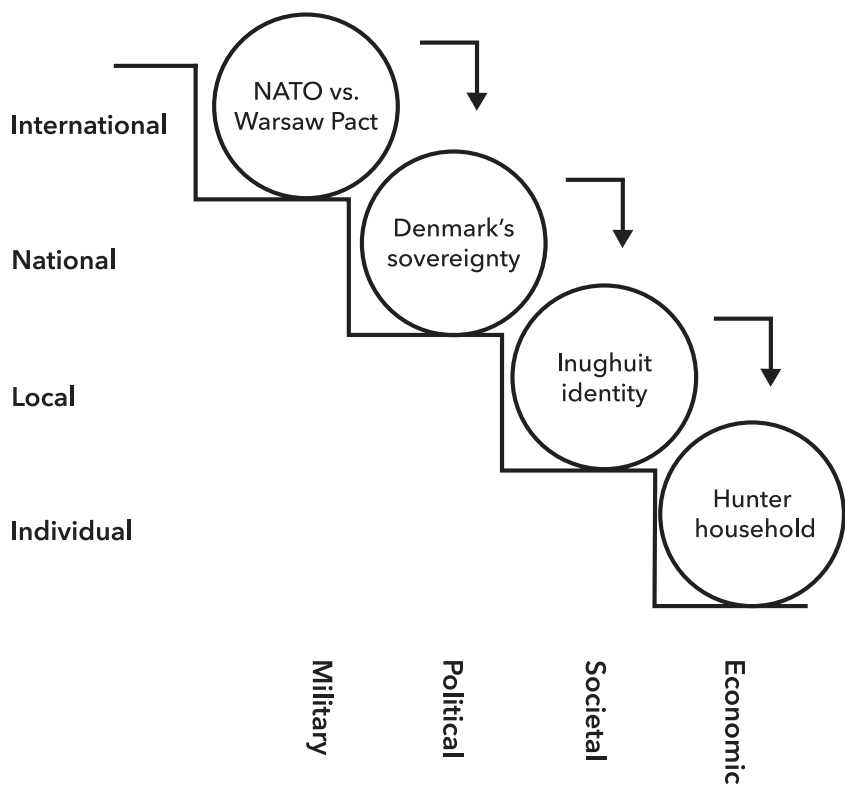 NATO vs.
Warsaw Pact
International
Denmark's
sovereignty
National
Inughuit
identity
Local
Hunter
household
Individual
Military
Political
Societal
Economic